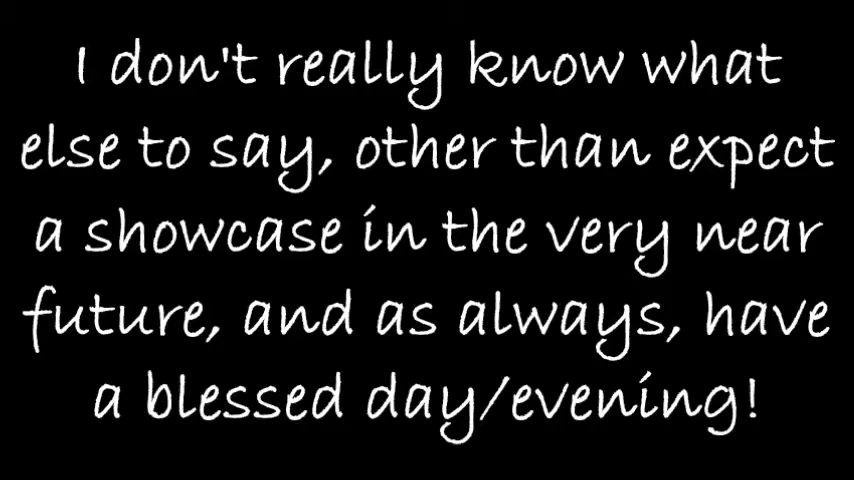 I don't really know what
else to say, other than expect
a showcase in the very near
future, and as always, have
a blessed day/evening!